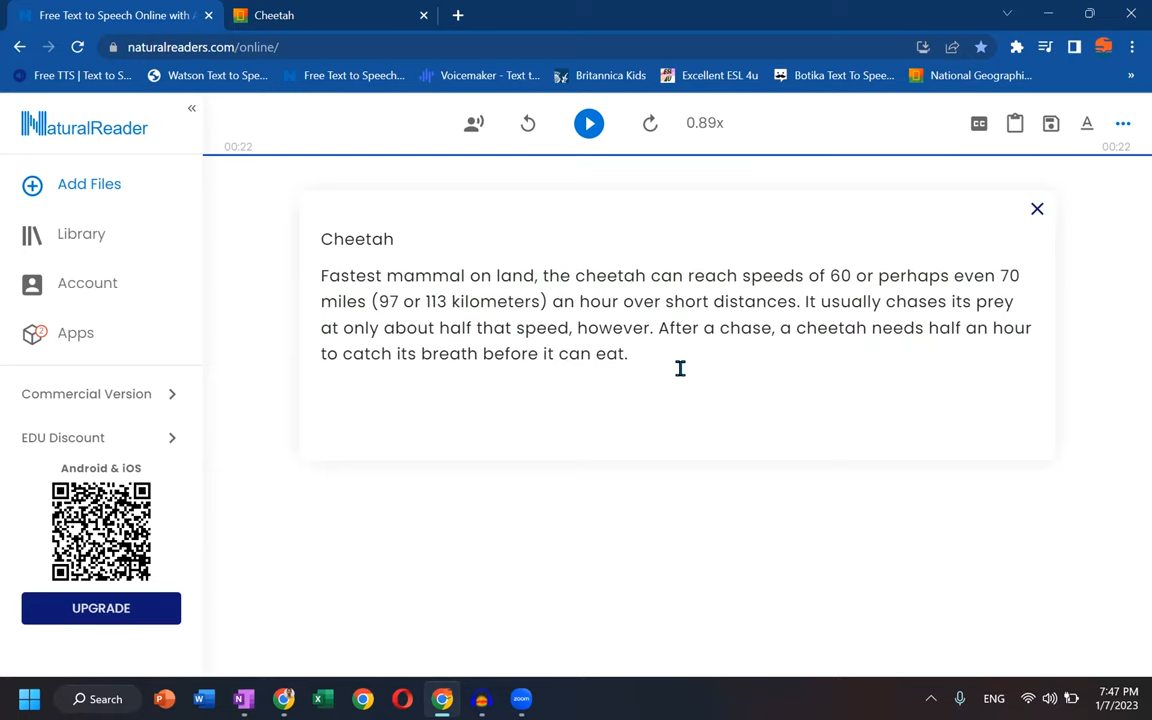 Free Text to Speech Online with A
Cheetah
naturalreaders.com/online/
Free TTS | Text to S...
Watson Text to Spe...
Free Text to Speech...
Voicemaker - Text t...
Britannica Kids
Excellent ESL 4u
Botika Text To Spee...
National Geographi...
»
«
NaturalReader
0.89x
CC
A
00:22
00:22
Add Files
Library
Account
2
Apps
Commercial Version
EDU Discount
Android & iOS
UPGRADE
Cheetah
Fastest mammal on land, the cheetah can reach speeds of 60 or perhaps even 70
miles (97 or 113 kilometers) an hour over short distances. It usually chases its prey
at only about half that speed, however. After a chase, a cheetah needs half an hour
to catch its breath before it can eat.
Search
zoom
ENG
7:47 PM
1/7/2023